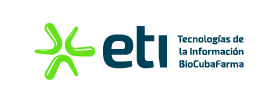 eti
Tecnologías de
la Información
BioCubaFarma